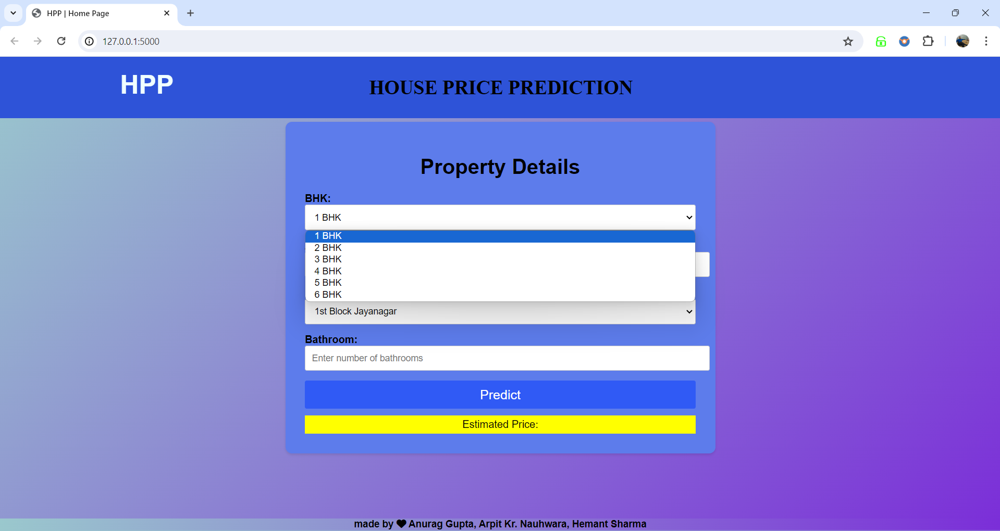 HPP | Home Page
127.0.0.1:5000
HPP
HOUSE PRICE PREDICTION
Property Details
BHK:
1 BHK
1 BHK
2 BHK
3 BHK
4 BHK
5 BHK
6 BHK
1st Block Jayanagar
Bathroom:
Enter number of bathrooms
Predict
Estimated Price:
made by ❤ Anurag Gupta, Arpit Kr. Nauhwara, Hemant Sharma